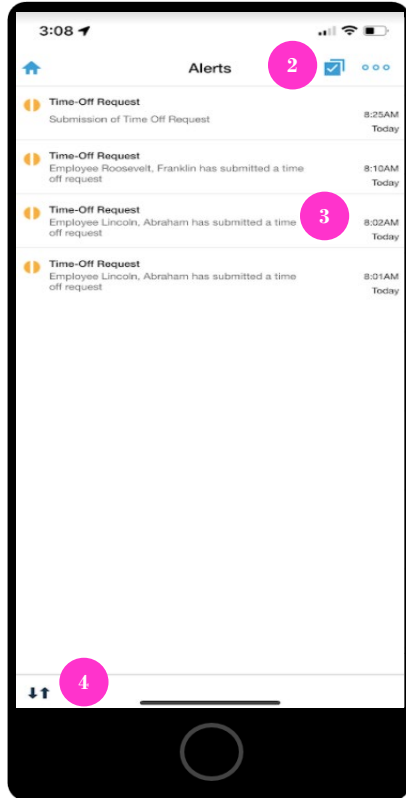 3:08
Alerts
2
Time-Off Request
Submission of Time Off Request
8:25AM
Today
Time-Off Request
Employee Roosevelt, Franklin has submitted a time
off request
8:10AM
Today
Time-Off Request
Employee Lincoln, Abraham has submitted a time
off request
3
8:02AM
Today
Time-Off Request
Employee Lincoln, Abraham has submitted a time
off request
8:01AM
Today
4